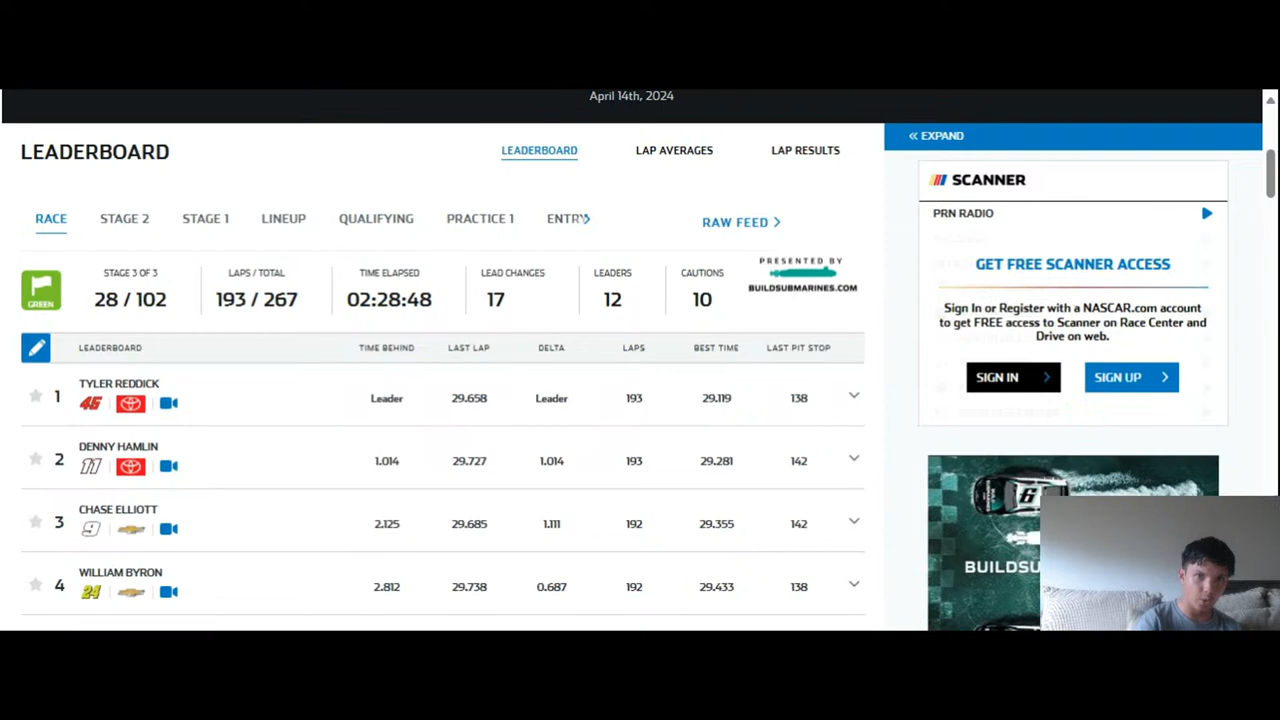 April 14th, 2024
LEADERBOARD
LEADERBOARD LAP AVERAGES LAP RESULTS
RACE STAGE 2 STAGE 1 LINEUP QUALIFYING PRACTICE 1 ENTRY
RAW FEED
GREEN
STAGE 3 OF 3 LAPS / TOTAL TIME ELAPSED LEAD CHANGES LEADERS CAUTIONS
28 / 102 193 / 267 02:28:48 17 12 10
PRESENTED BY
BUILDSUBMARINES.COM
LEADERBOARD TIME BEHIND LAST LAP DELTA LAPS BEST TIME LAST PIT STOP
1 TYLER REDDICK Leader 29.658 Leader 193 29.119 138
45
2 DENNY HAMLIN 1.014 29.727 1.014 193 29.281 142
11
3 CHASE ELLIOTT 2.125 29.685 1.111 192 29.355 142
9
4 WILLIAM BYRON 2.812 29.738 0.687 192 29.433 138
24
EXPAND
SCANNER
PRN RADIO
GET FREE SCANNER ACCESS
Sign In or Register with a NASCAR.com account
to get FREE access to Scanner on Race Center and
Drive on web.
SIGN IN SIGN UP
9
BUILDSU